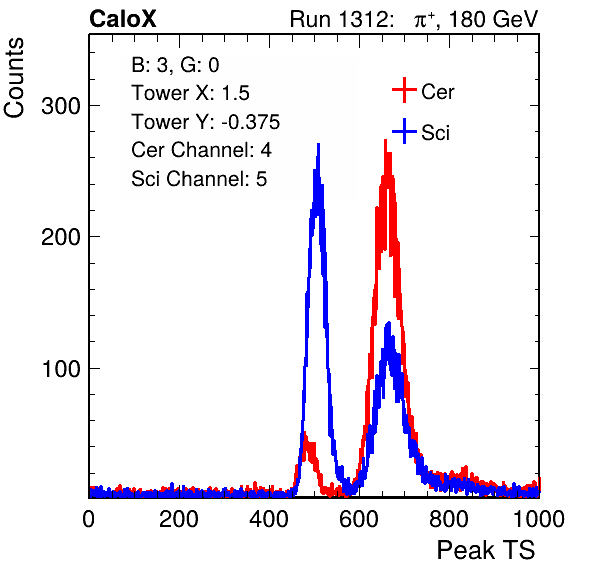 CaloX Run 1312: π⁺, 180 GeV
Counts
B: 3, G: 0
Tower X: 1.5
Tower Y: -0.375
Cer Channel: 4
Sci Channel: 5
Cer
Sci
300
200
100
0 200 400 600 800 1000
Peak TS